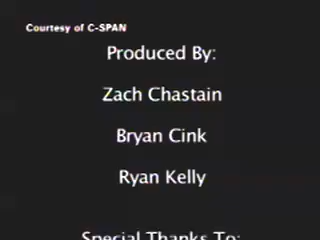 Courtesy of C-SPAN
Produced By:
Zach Chastain
Bryan Cink
Ryan Kelly
Special Thanks To: